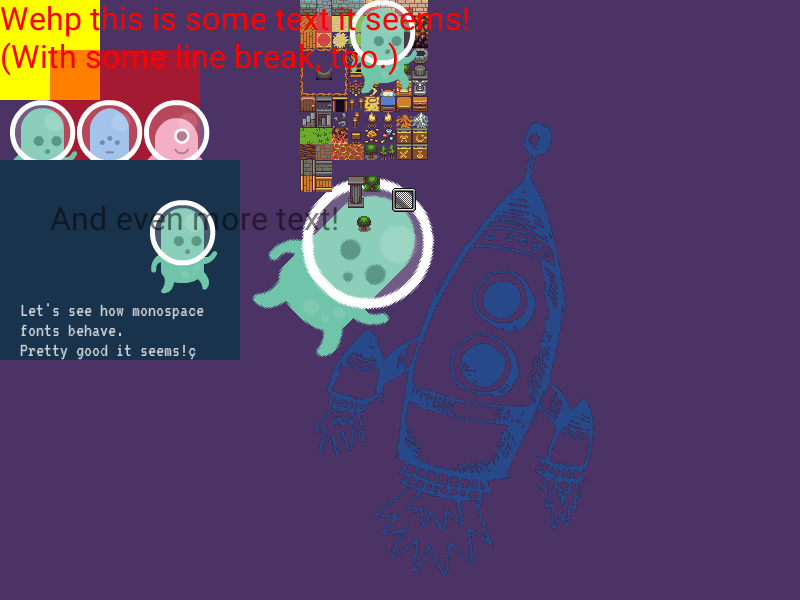 Wehp this is some text it seems!
(With some line break, too.)
And even more text!
Let's see how monospace
fonts behave.
Pretty good it seems!ç